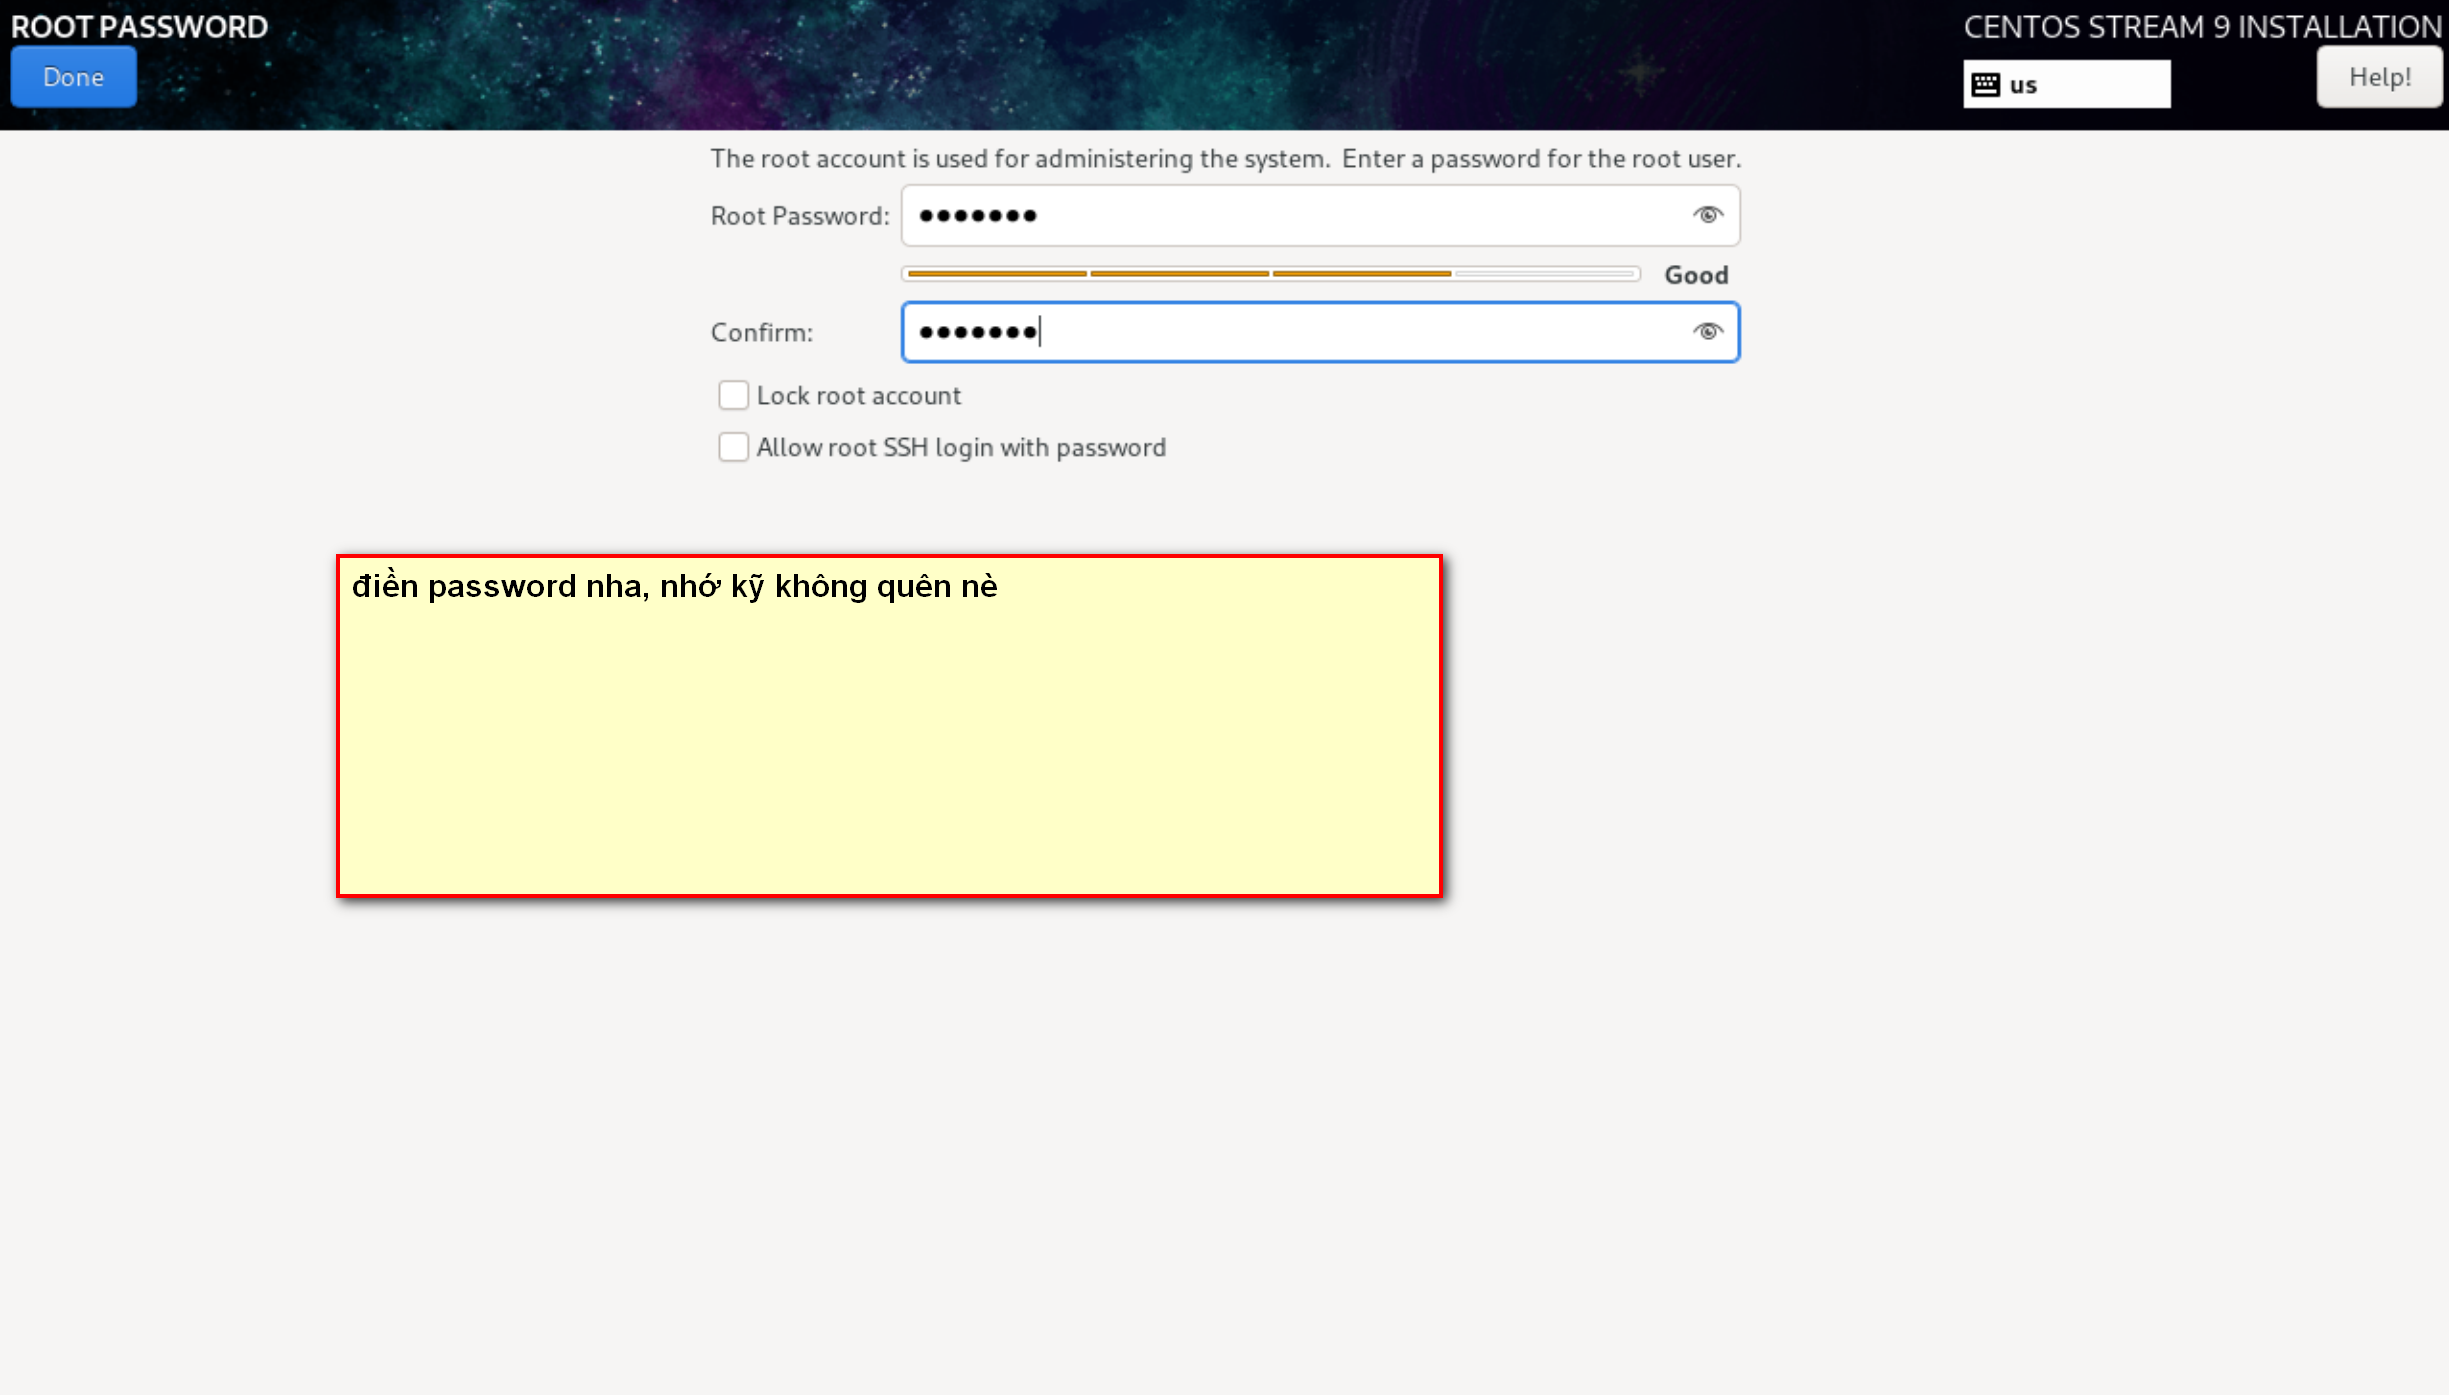 ROOT PASSWORD
CENTOS STREAM 9 INSTALLATION
Done
us
Help!
The root account is used for administering the system.  Enter a password for the root user.
Root Password: ●●●●●●●
Good
Confirm: ●●●●●●●
Lock root account
Allow root SSH login with password
điền password nha, nhớ kỹ không quên nè